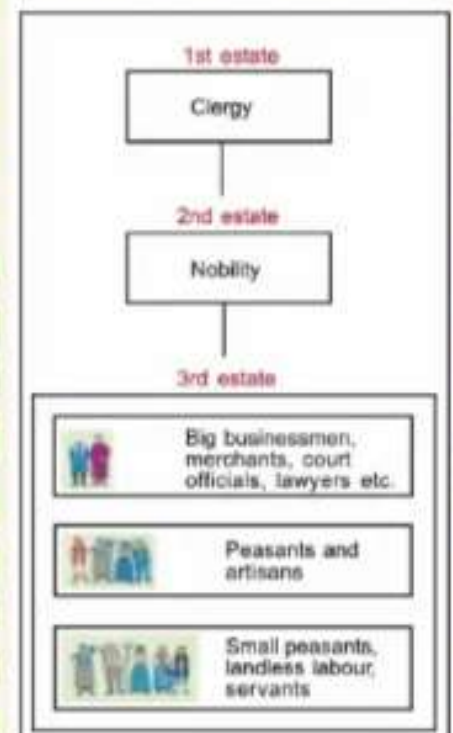 1st estate
Clergy
2nd estate
Nobility
3rd estate
Big businessmen,
merchants, court
officials, lawyers etc.
Peasants and
artisans
Small peasants,
landless labour,
servants